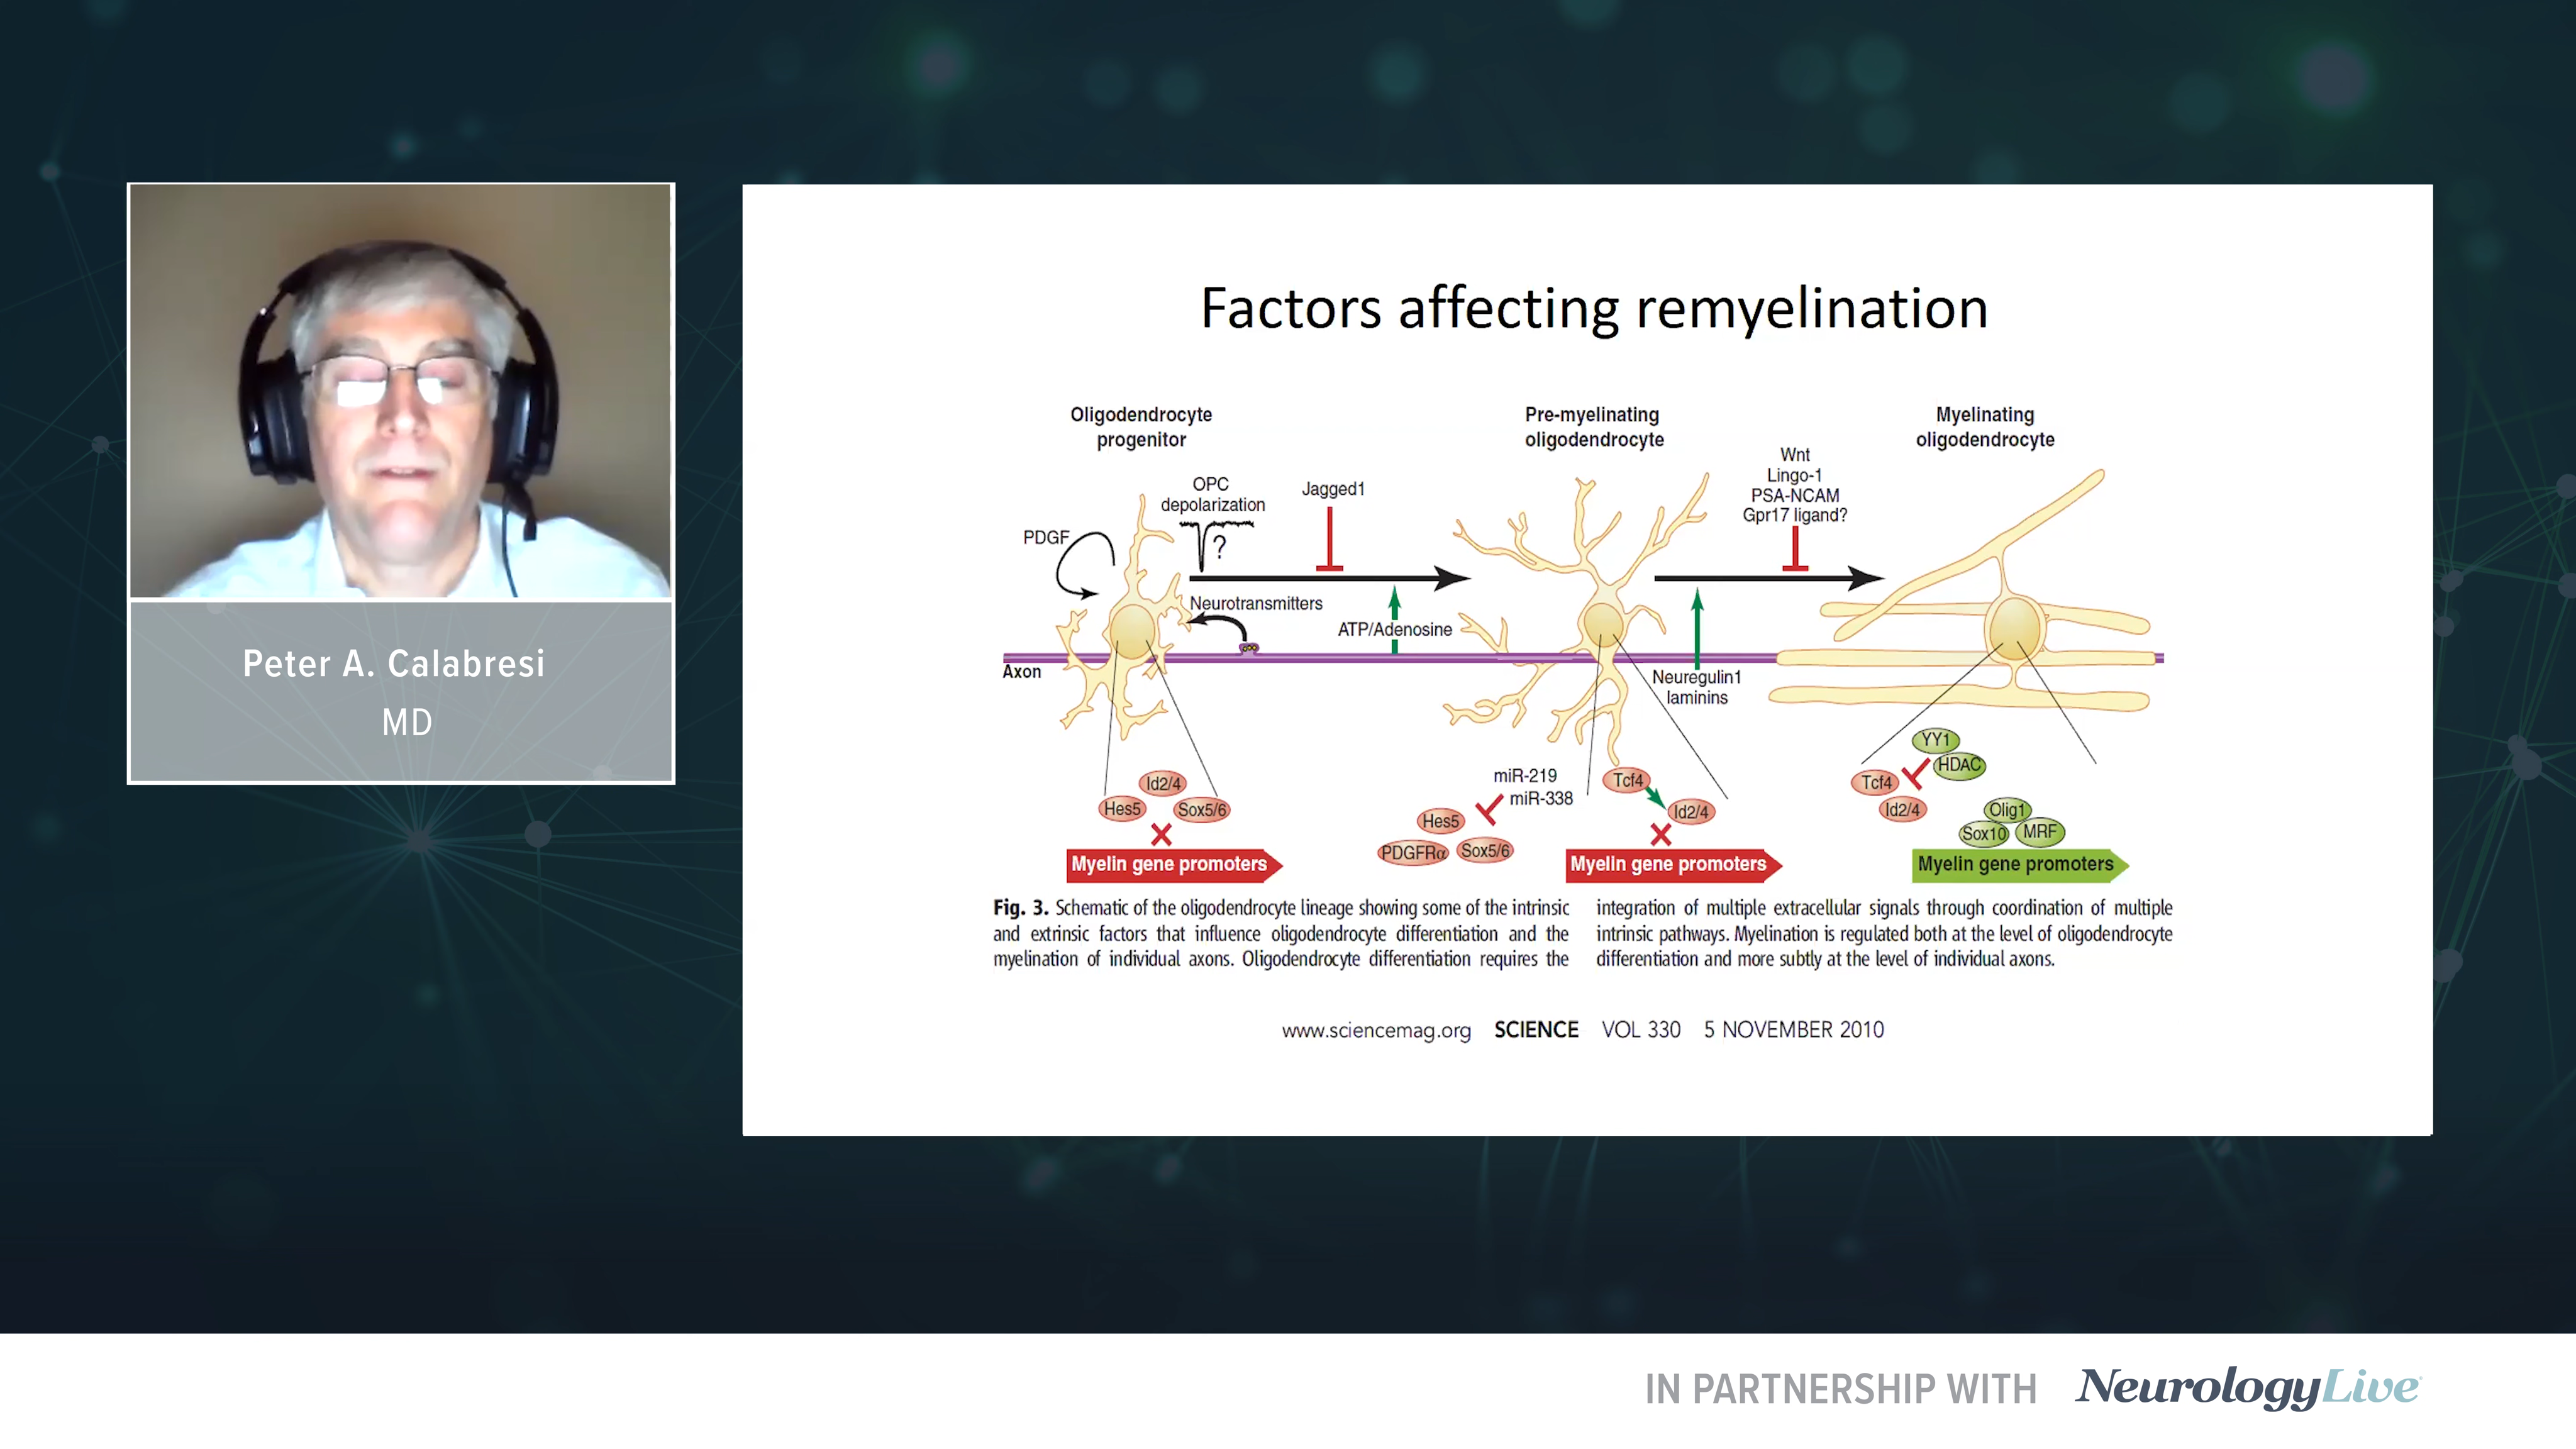 Peter A. Calabresi
MD
Factors affecting remyelination
Oligodendrocyte
progenitor
Pre-myelinating
oligodendrocyte
Myelinating
oligodendrocyte
OPC
depolarization
?
Jagged1
Wnt
Lingo-1
PSA-NCAM
Gpr17 ligand?
PDGF
Neurotransmitters
ATP/Adenosine
Axon
Neuregulin1
laminins
Id2/4
Hes5
Sox5/6
Myelin gene promoters
miR-219
miR-338
Hes5
PDGFRα
Sox5/6
Tcf4
Id2/4
Myelin gene promoters
YY1
HDAC
Tcf4
Id2/4
Olig1
Sox10
MRF
Myelin gene promoters
Fig. 3. Schematic of the oligodendrocyte lineage showing some of the intrinsic
and extrinsic factors that influence oligodendrocyte differentiation and the
myelination of individual axons. Oligodendrocyte differentiation requires the
integration of multiple extracellular signals through coordination of multiple
intrinsic pathways. Myelination is regulated both at the level of oligodendrocyte
differentiation and more subtly at the level of individual axons.
www.sciencemag.org SCIENCE VOL 330 5 NOVEMBER 2010
IN PARTNERSHIP WITH NeurologyLive